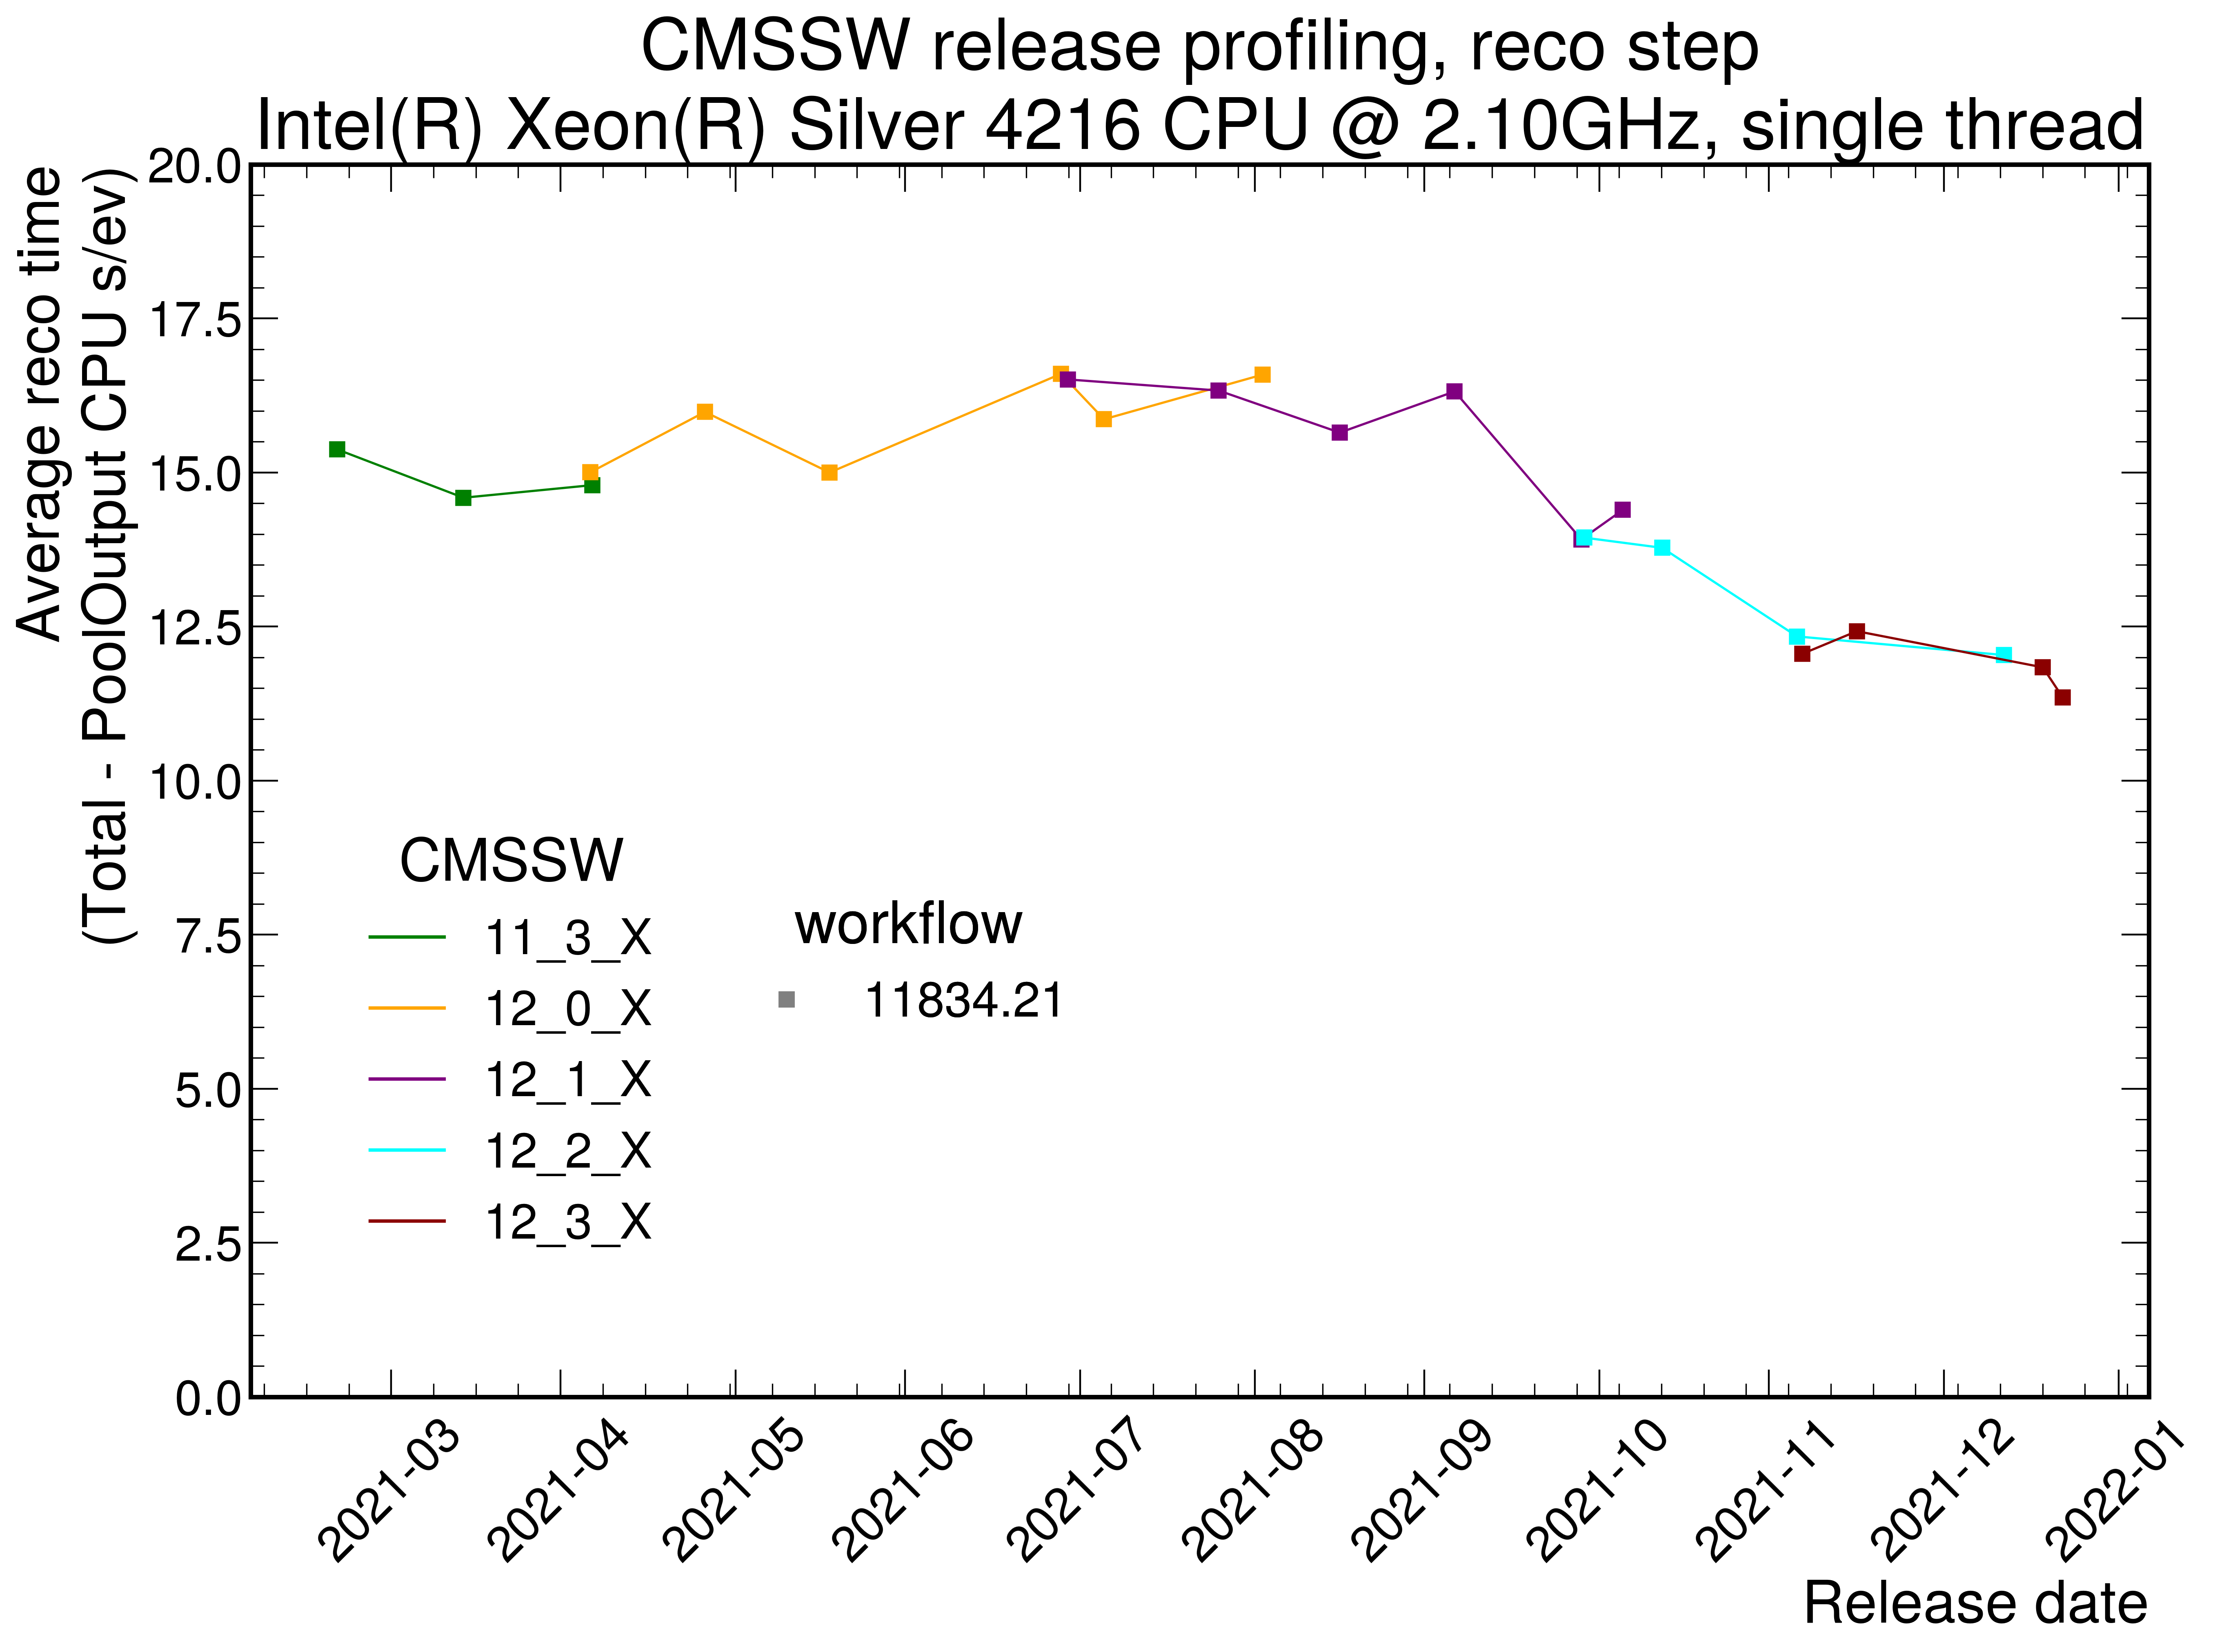 CMSSW release profiling, reco step
Intel(R) Xeon(R) Silver 4216 CPU @ 2.10GHz, single thread
Average reco time
(Total - PoolOutput CPU s/ev)
20.0
17.5
15.0
12.5
10.0
7.5
5.0
2.5
0.0
CMSSW
11_3_X
12_0_X
12_1_X
12_2_X
12_3_X
workflow
11834.21
2021-03
2021-04
2021-05
2021-06
2021-07
2021-08
2021-09
2021-10
2021-11
2021-12
2022-01
Release date